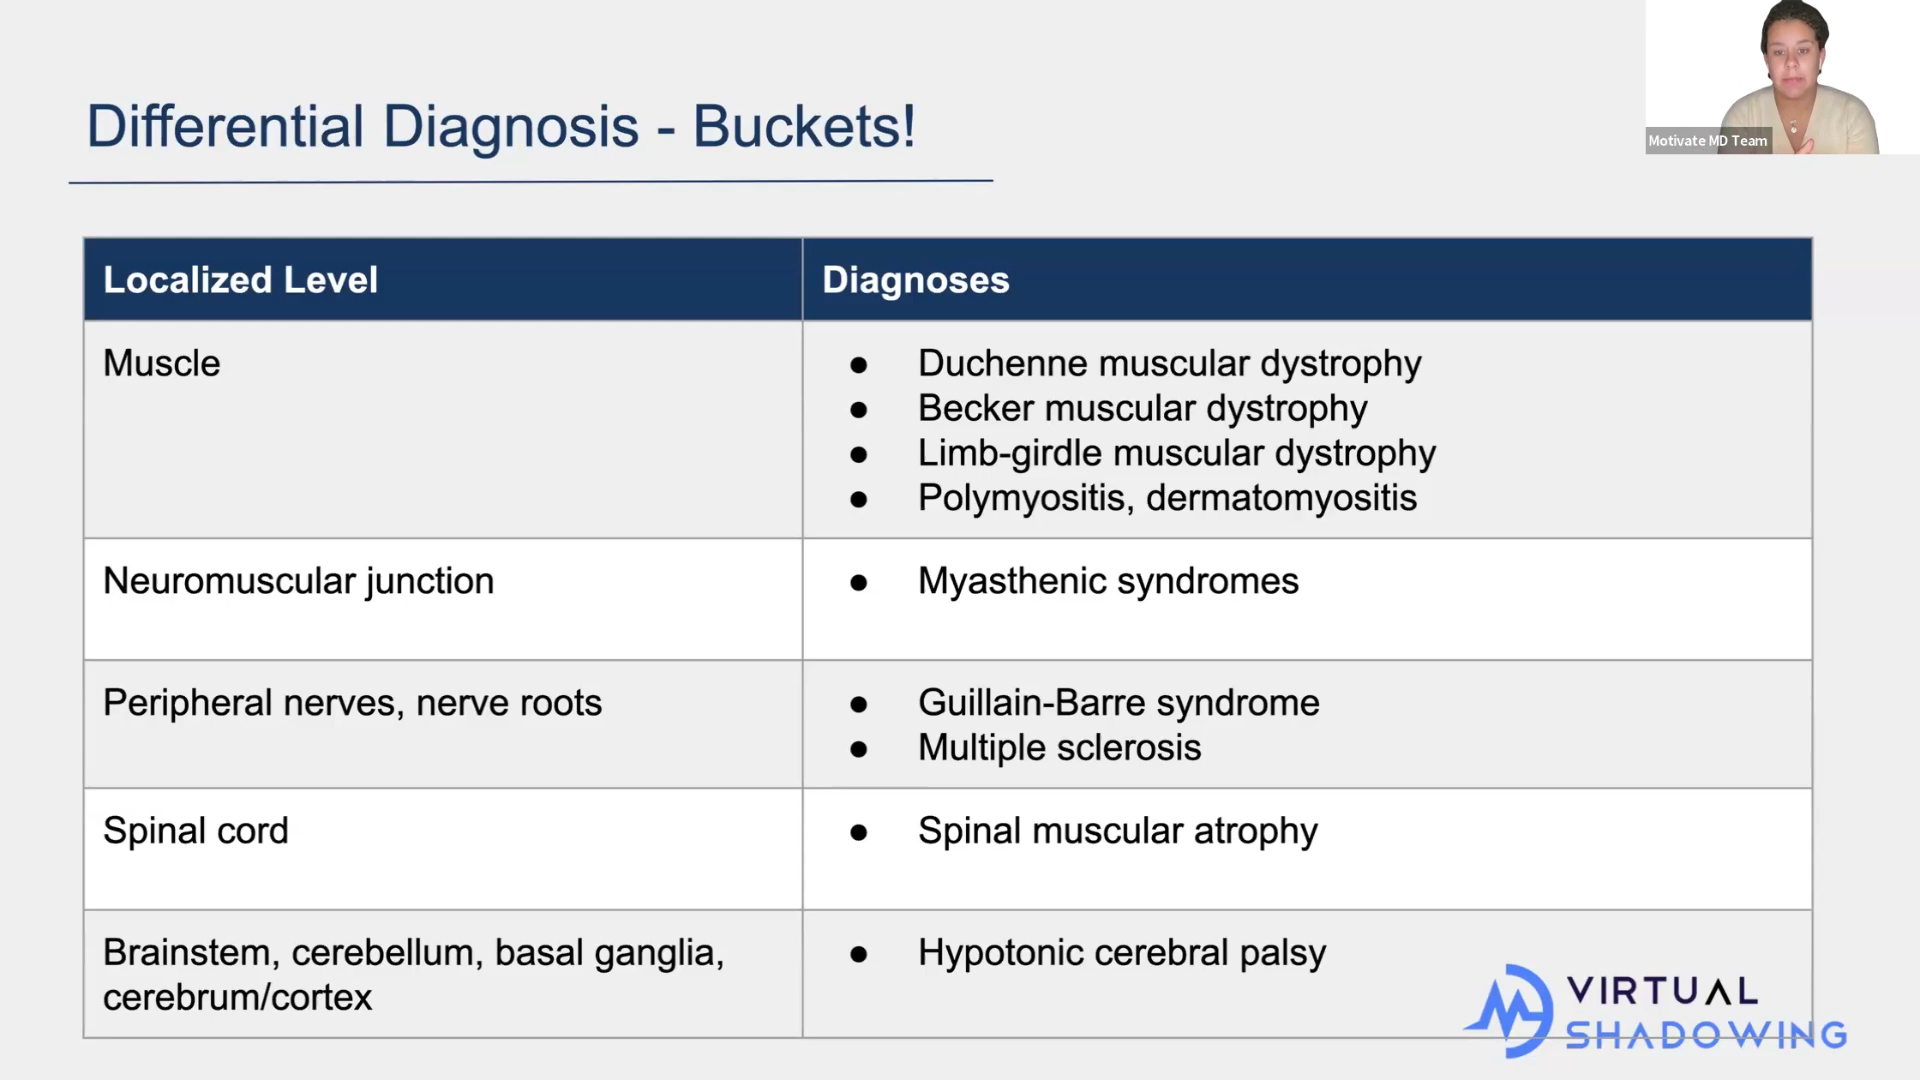 Differential Diagnosis - Buckets!
Motivate MD Team
Localized Level
Diagnoses
Muscle
● Duchenne muscular dystrophy
● Becker muscular dystrophy
● Limb-girdle muscular dystrophy
● Polymyositis, dermatomyositis
Neuromuscular junction
● Myasthenic syndromes
Peripheral nerves, nerve roots
● Guillain-Barre syndrome
● Multiple sclerosis
Spinal cord
● Spinal muscular atrophy
Brainstem, cerebellum, basal ganglia,
cerebrum/cortex
● Hypotonic cerebral palsy
VIRTUAL
SHADOWING